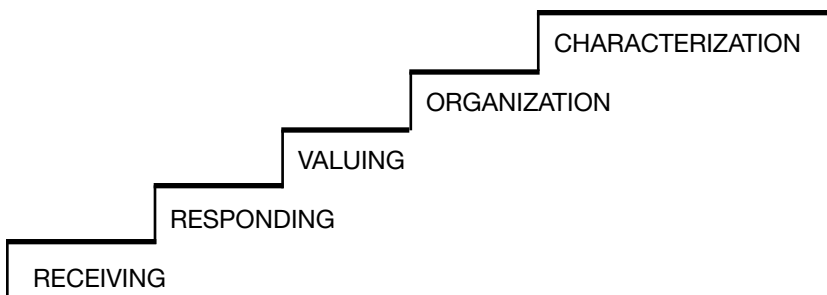 CHARACTERIZATION
ORGANIZATION
VALUING
RESPONDING
RECEIVING